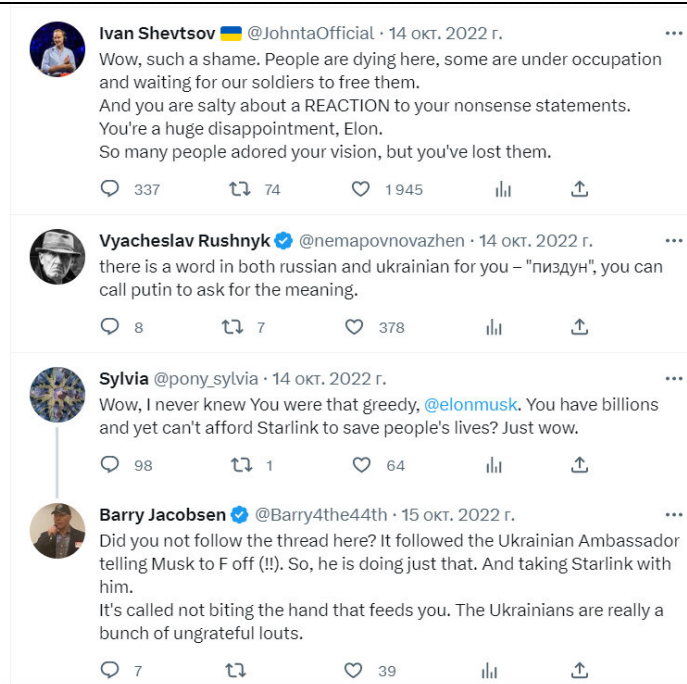 Ivan Shevtsov 🇺🇦 @JohntaOfficial · 14 окт. 2022 г.
Wow, such a shame. People are dying here, some are under occupation
and waiting for our soldiers to free them.
And you are salty about a REACTION to your nonsense statements.
You're a huge disappointment, Elon.
So many people adored your vision, but you've lost them.
337 74 1 945
Vyacheslav Rushnyk @nemapovnovazhen · 14 окт. 2022 г.
there is a word in both russian and ukrainian for you – "пиздун", you can
call putin to ask for the meaning.
8 7 378
Sylvia @pony_sylvia · 14 окт. 2022 г.
Wow, I never knew You were that greedy, @elonmusk. You have billions
and yet can't afford Starlink to save people's lives? Just wow.
98 1 64
Barry Jacobsen @Barry4the44th · 15 окт. 2022 г.
Did you not follow the thread here? It followed the Ukrainian Ambassador
telling Musk to F off (!!). So, he is doing just that. And taking Starlink with
him.
It's called not biting the hand that feeds you. The Ukrainians are really a
bunch of ungrateful louts.
7 39